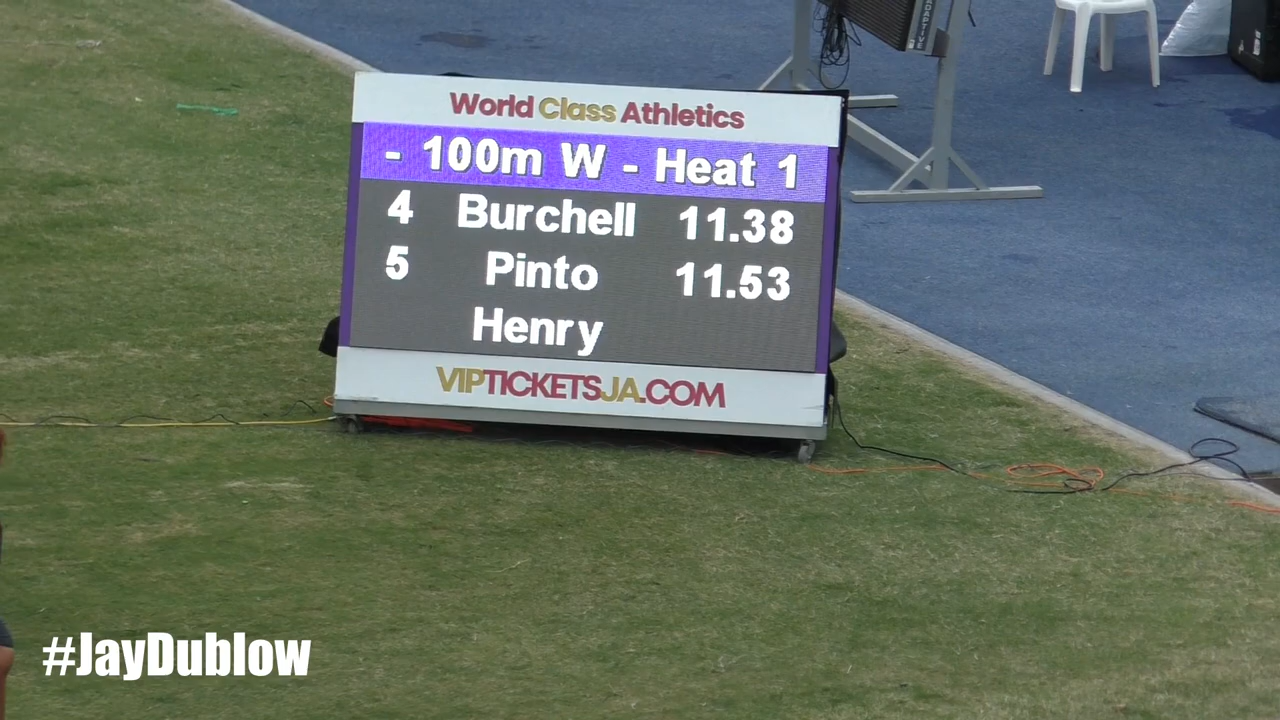 World Class Athletics
- 100m W - Heat 1
4 Burchell 11.38
5 Pinto 11.53
Henry
VIPTICKETSJA.COM
#JayDublow